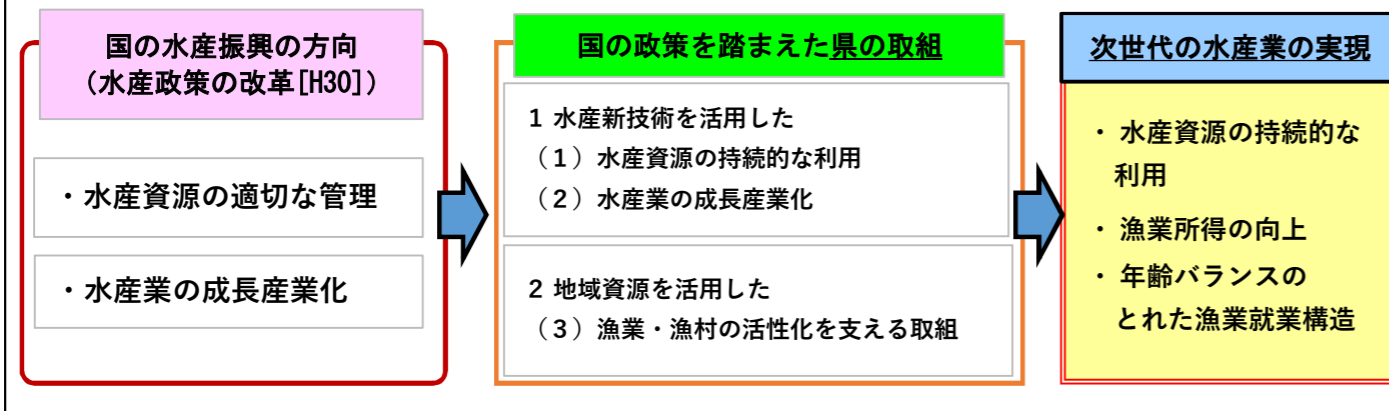 国の水産振興の方向
（水産政策の改革[H30]）
・水産資源の適切な管理
・水産業の成長産業化
国の政策を踏まえた県の取組
1 水産新技術を活用した
（１）水産資源の持続的な利用
（２）水産業の成長産業化
2 地域資源を活用した
（３）漁業・漁村の活性化を支える取組
次世代の水産業の実現
・ 水産資源の持続的な
利用
・ 漁業所得の向上
・ 年齢バランスの
とれた漁業就業構造